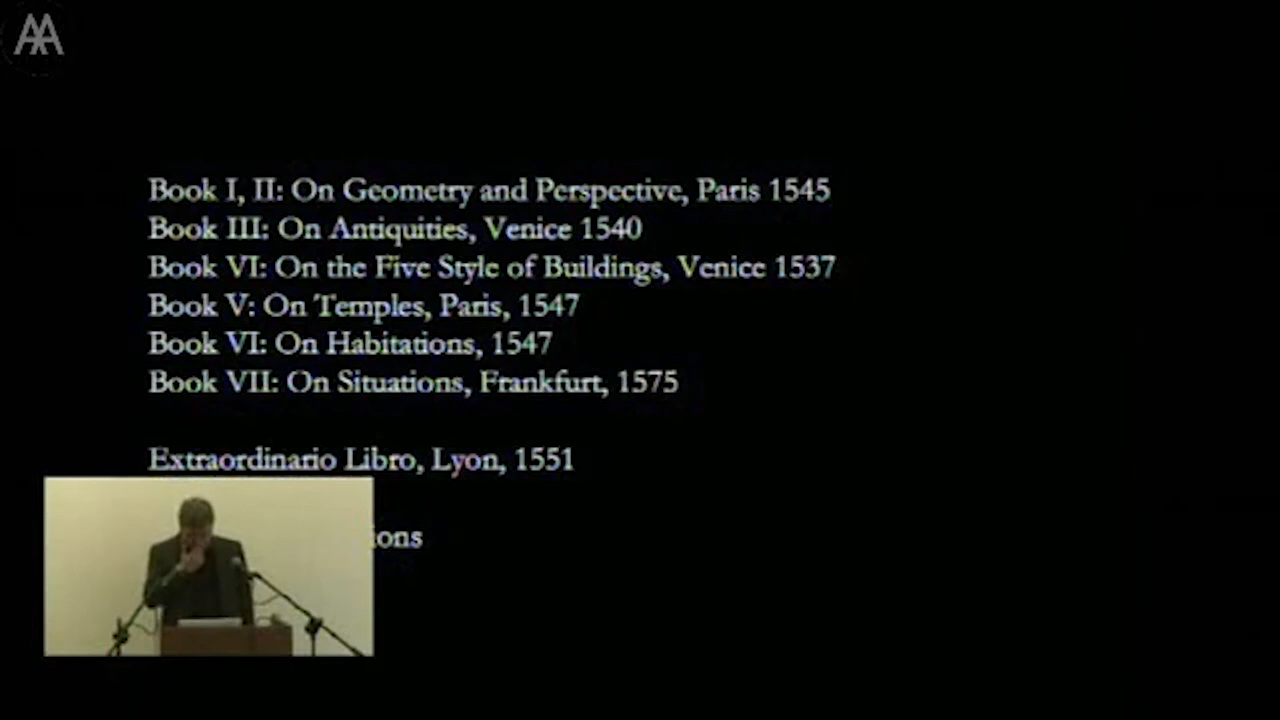 AA
Book I, II: On Geometry and Perspective, Paris 1545
Book III: On Antiquities, Venice 1540
Book VI: On the Five Style of Buildings, Venice 1537
Book V: On Temples, Paris, 1547
Book VI: On Habitations, 1547
Book VII: On Situations, Frankfurt, 1575
Extraordinario Libro, Lyon, 1551